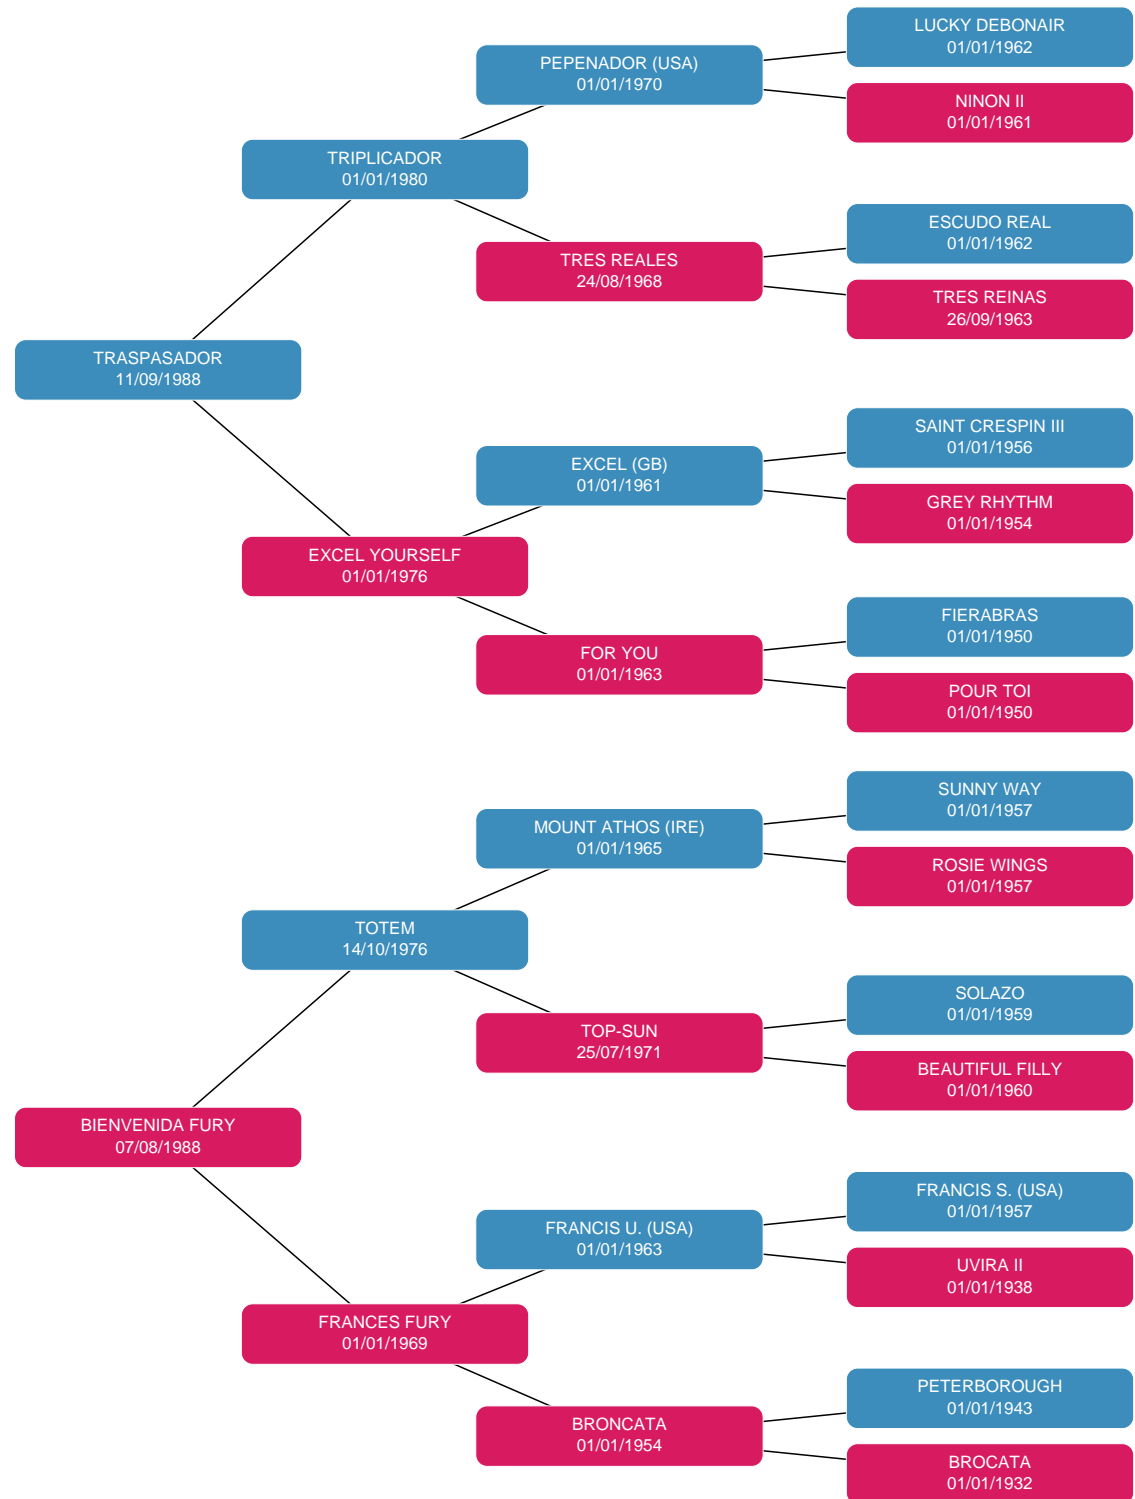 LUCKY DEBONAIR
01/01/1962
PEPENADOR (USA)
01/01/1970
NINON II
01/01/1961
TRIPLICADOR
01/01/1980
ESCUDO REAL
01/01/1962
TRES REALES
24/08/1968
TRES REINAS
26/09/1963
TRASPASADOR
11/09/1988
SAINT CRESPIN III
01/01/1956
EXCEL (GB)
01/01/1961
GREY RHYTHM
01/01/1954
EXCEL YOURSELF
01/01/1976
FIERABRAS
01/01/1950
FOR YOU
01/01/1963
POUR TOI
01/01/1950
SUNNY WAY
01/01/1957
MOUNT ATHOS (IRE)
01/01/1965
ROSIE WINGS
01/01/1957
TOTEM
14/10/1976
SOLAZO
01/01/1959
TOP-SUN
25/07/1971
BEAUTIFUL FILLY
01/01/1960
BIENVENIDA FURY
07/08/1988
FRANCIS S. (USA)
01/01/1957
FRANCIS U. (USA)
01/01/1963
UVIRA II
01/01/1938
FRANCES FURY
01/01/1969
PETERBOROUGH
01/01/1943
BRONCATA
01/01/1954
BROCATA
01/01/1932